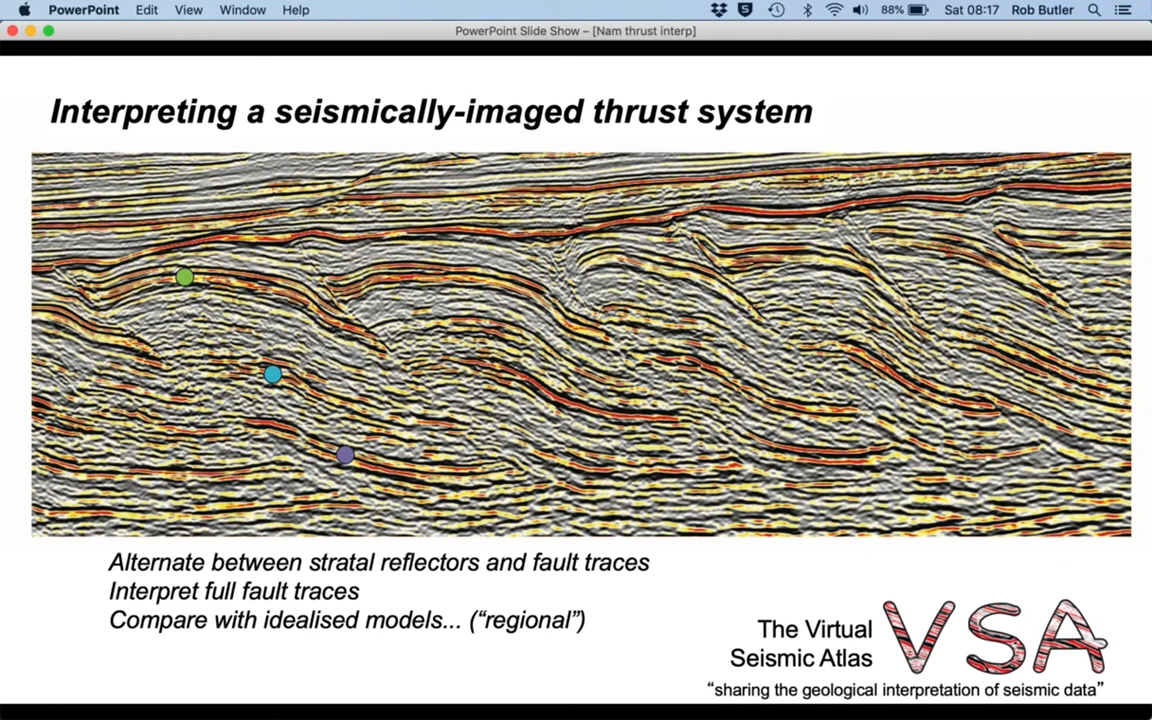 PowerPoint Edit View Window Help 88% Sat 08:17 Rob Butler
PowerPoint Slide Show – [Nam thrust interp]
Interpreting a seismically-imaged thrust system
Alternate between stratal reflectors and fault traces
Interpret full fault traces
Compare with idealised models... (“regional”)
The Virtual
Seismic Atlas
VSA
“sharing the geological interpretation of seismic data”